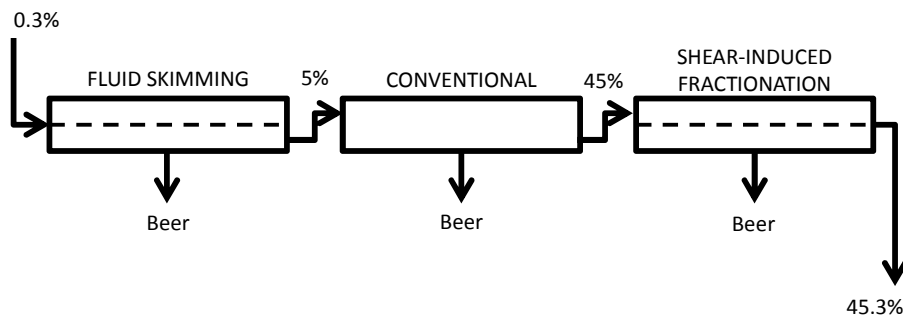 0.3%
FLUID SKIMMING
5%
CONVENTIONAL
45%
SHEAR-INDUCED
FRACTIONATION
Beer
Beer
Beer
45.3%